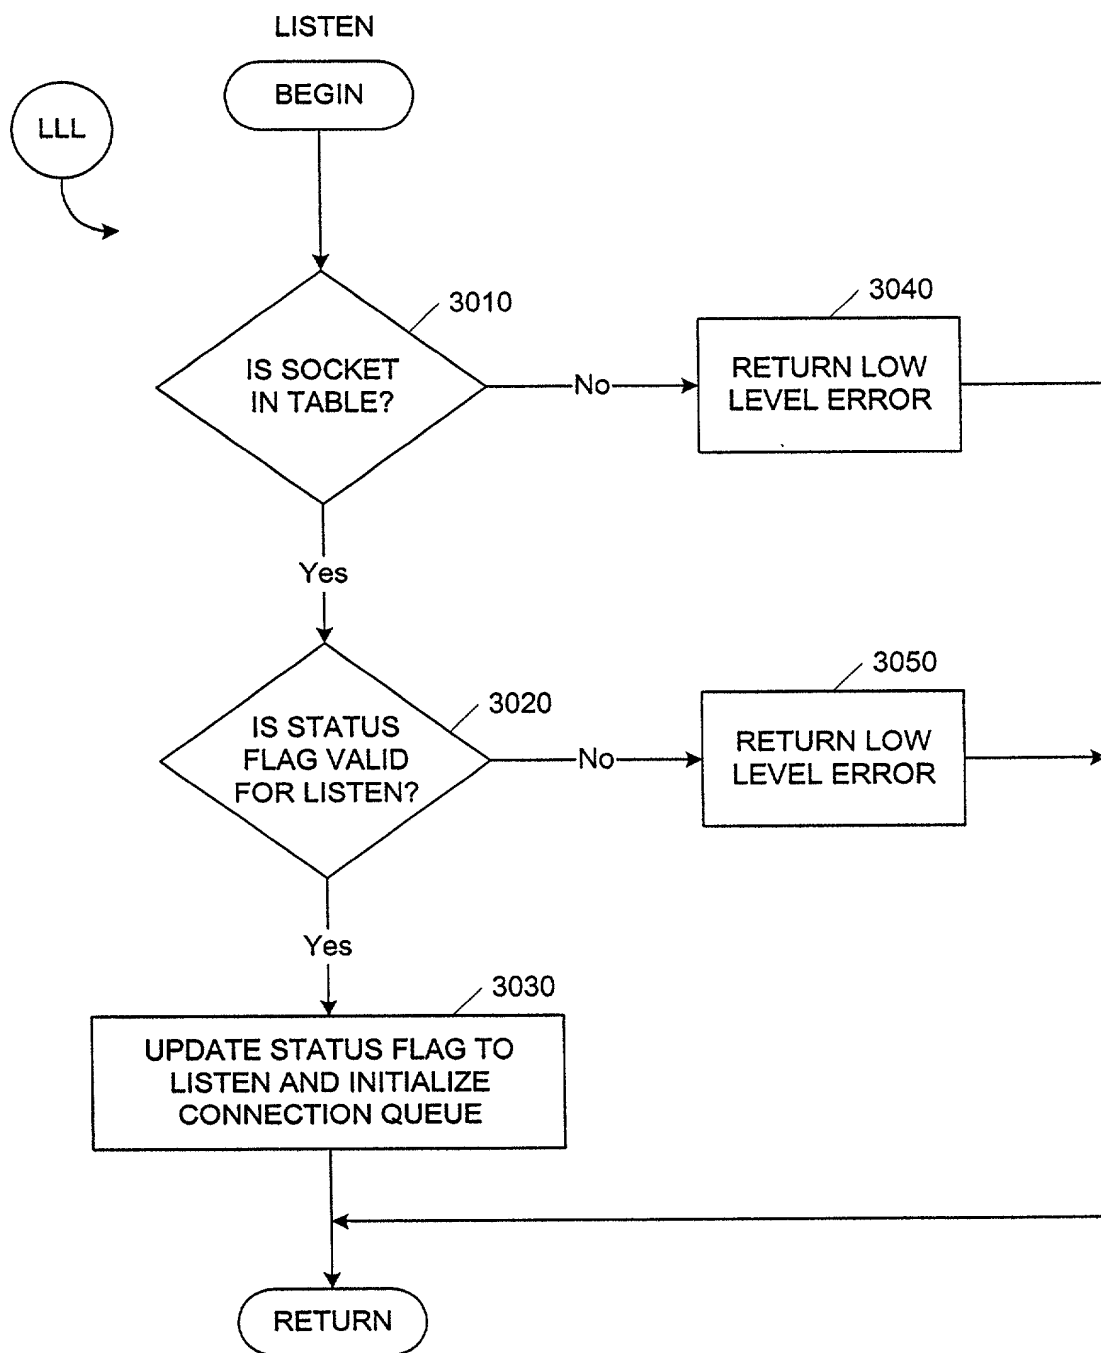 LISTEN
BEGIN
LLL
3010
IS SOCKET
IN TABLE?
No
3040
RETURN LOW
LEVEL ERROR
Yes
3020
IS STATUS
FLAG VALID
FOR LISTEN?
No
3050
RETURN LOW
LEVEL ERROR
Yes
3030
UPDATE STATUS FLAG TO
LISTEN AND INITIALIZE
CONNECTION QUEUE
RETURN